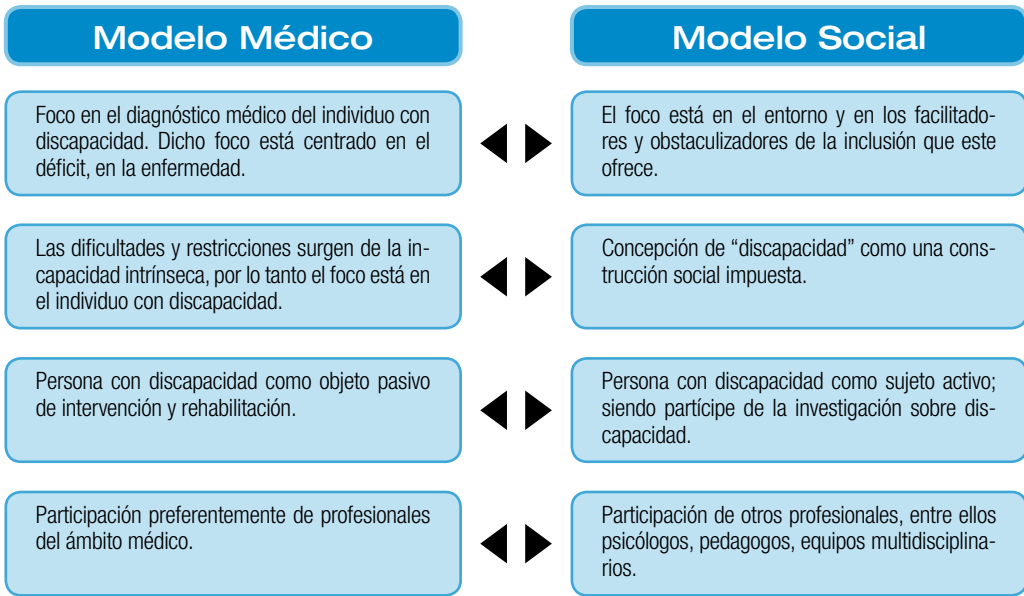 Modelo Médico
Modelo Social
Foco en el diagnóstico médico del individuo con
discapacidad. Dicho foco está centrado en el
déficit, en la enfermedad.
El foco está en el entorno y en los facilitado-
res y obstaculizadores de la inclusión que este
ofrece.
Las dificultades y restricciones surgen de la in-
capacidad intrínseca, por lo tanto el foco está en
el individuo con discapacidad.
Concepción de “discapacidad” como una cons-
trucción social impuesta.
Persona con discapacidad como objeto pasivo
de intervención y rehabilitación.
Persona con discapacidad como sujeto activo;
siendo partícipe de la investigación sobre dis-
capacidad.
Participación preferentemente de profesionales
del ámbito médico.
Participación de otros profesionales, entre ellos
psicólogos, pedagogos, equipos multidisciplina-
rios.